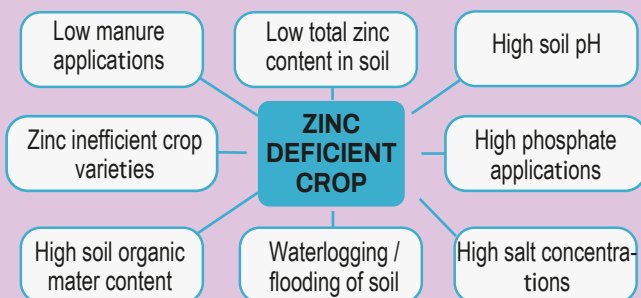 Low manure
applications
Low total zinc
content in soil
High soil pH
Zinc inefficient crop
varieties
ZINC
DEFICIENT
CROP
High phosphate
applications
High soil organic
mater content
Waterlogging /
flooding of soil
High salt concentra-
tions